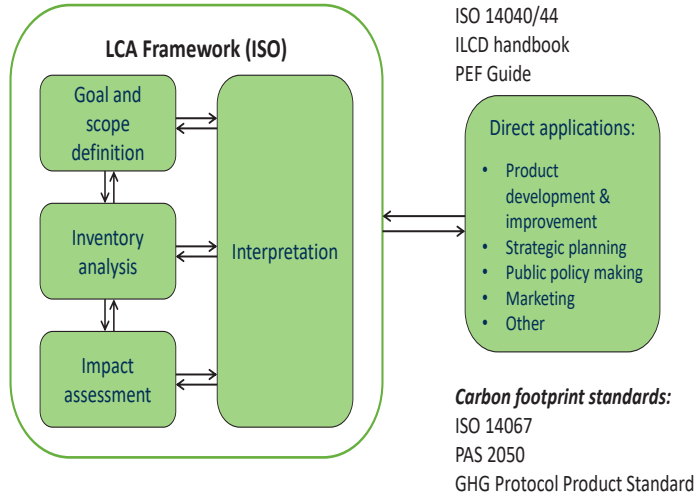 LCA Framework (ISO)
Goal and
scope
definition
Inventory
analysis
Impact
assessment
Interpretation
ISO 14040/44
ILCD handbook
PEF Guide
Direct applications:
• Product
development &
improvement
• Strategic planning
• Public policy making
• Marketing
• Other
Carbon footprint standards:
ISO 14067
PAS 2050
GHG Protocol Product Standard